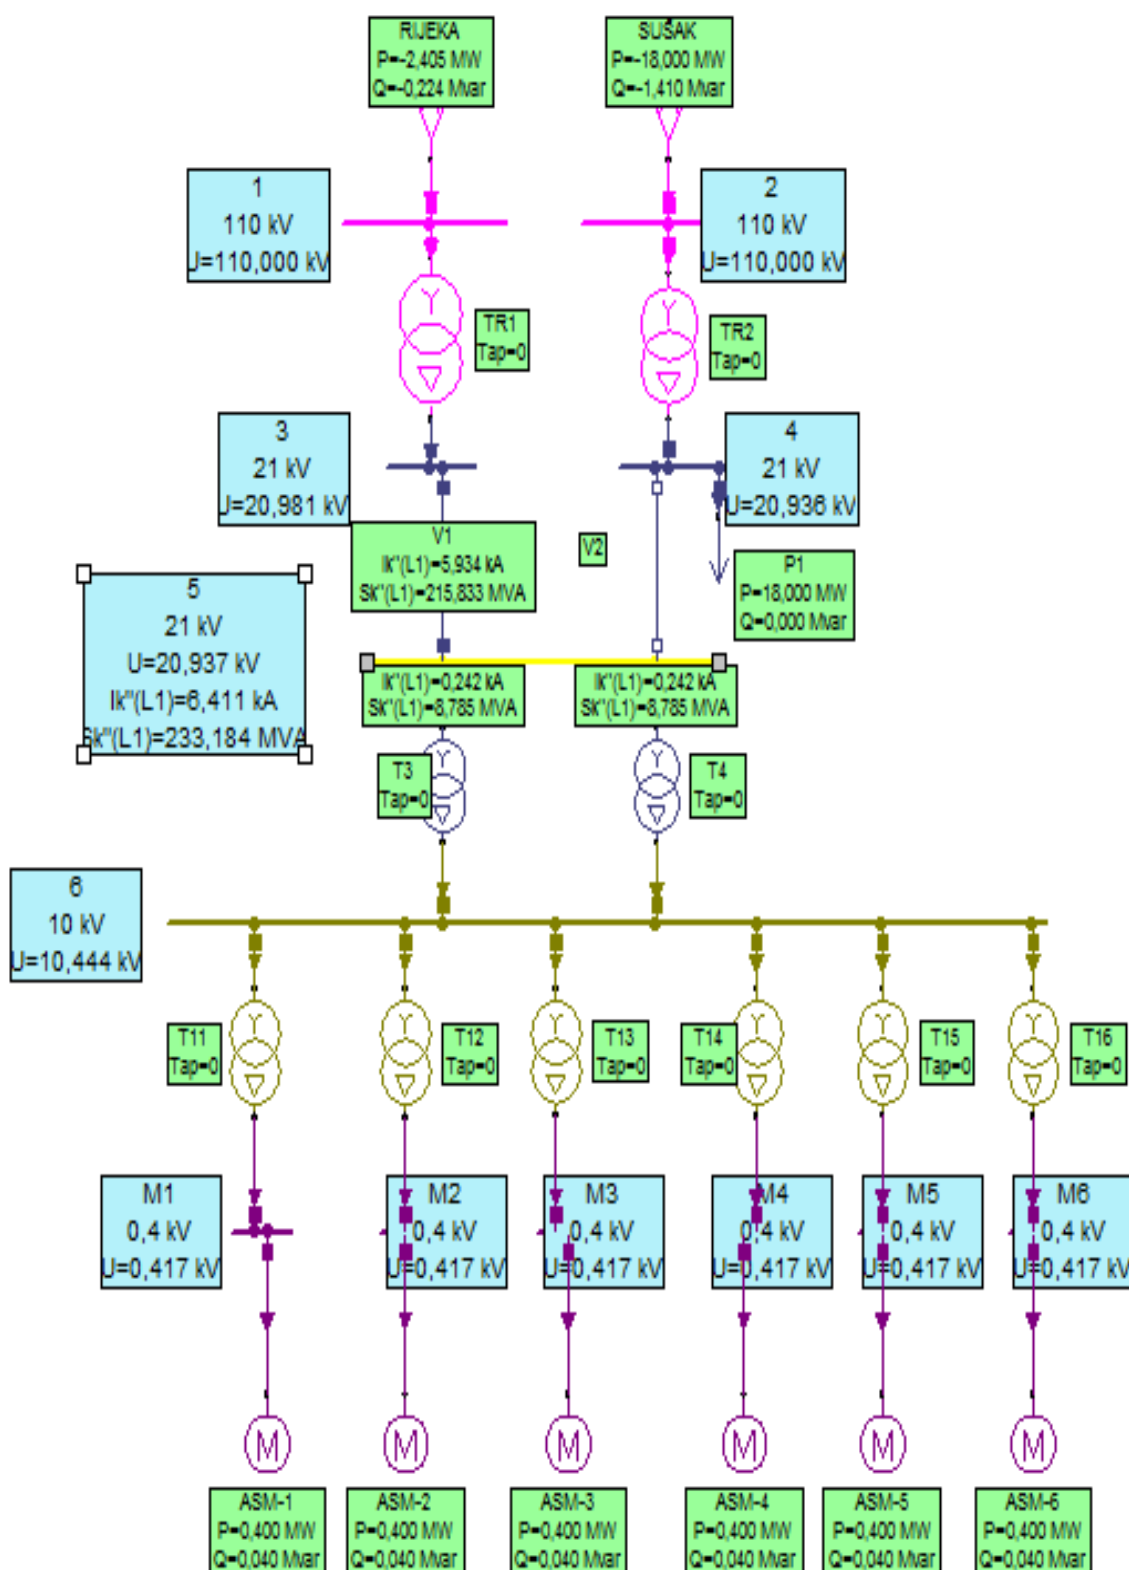 RIJEKA
P=-2,405 MW
Q=-0,224 Mvar
SUŠAK
P=-18,000 MW
Q=-1,410 Mvar
1
110 kV
U=110,000 kV
2
110 kV
U=110,000 kV
TR1
Tap=0
TR2
Tap=0
3
21 kV
U=20,981 kV
4
21 kV
U=20,936 kV
V1
Ik"(L1)=5,934 kA
Sk"(L1)=215,833 MVA
V2
P1
P=18,000 MW
Q=0,000 Mvar
5
21 kV
U=20,937 kV
Ik"(L1)=6,411 kA
Sk"(L1)=233,184 MVA
Ik"(L1)=0,242 kA
Sk"(L1)=8,785 MVA
Ik"(L1)=0,242 kA
Sk"(L1)=8,785 MVA
T3
Tap=0
T4
Tap=0
6
10 kV
U=10,444 kV
T11
Tap=0
T12
Tap=0
T13
Tap=0
T14
Tap=0
T15
Tap=0
T16
Tap=0
M1
0,4 kV
U=0,417 kV
M2
0,4 kV
U=0,417 kV
M3
0,4 kV
U=0,417 kV
M4
0,4 kV
U=0,417 kV
M5
0,4 kV
U=0,417 kV
M6
0,4 kV
U=0,417 kV
M
M
M
M
M
M
ASM-1
P=0,400 MW
Q=0,040 Mvar
ASM-2
P=0,400 MW
Q=0,040 Mvar
ASM-3
P=0,400 MW
Q=0,040 Mvar
ASM-4
P=0,400 MW
Q=0,040 Mvar
ASM-5
P=0,400 MW
Q=0,040 Mvar
ASM-6
P=0,400 MW
Q=0,040 Mvar